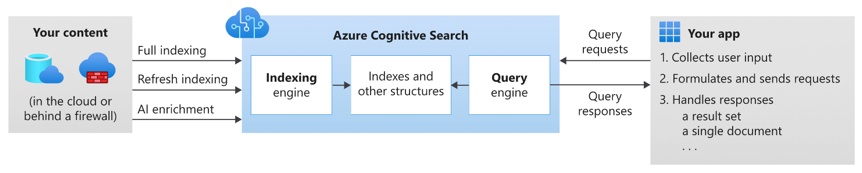 Your content
(in the cloud or
behind a firewall)
Full indexing
Refresh indexing
AI enrichment
Azure Cognitive Search
Indexing
engine
Indexes and
other structures
Query
engine
Query
requests
Query
responses
Your app
1. Collects user input
2. Formulates and sends requests
3. Handles responses
a result set
a single document
. . .